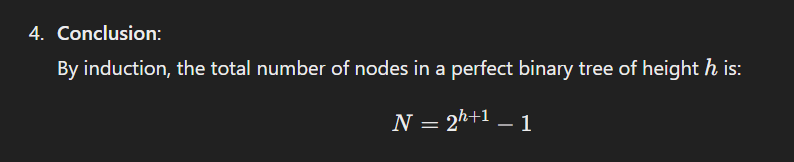 4. Conclusion:
By induction, the total number of nodes in a perfect binary tree of height h is:
N = 2^{h+1} − 1